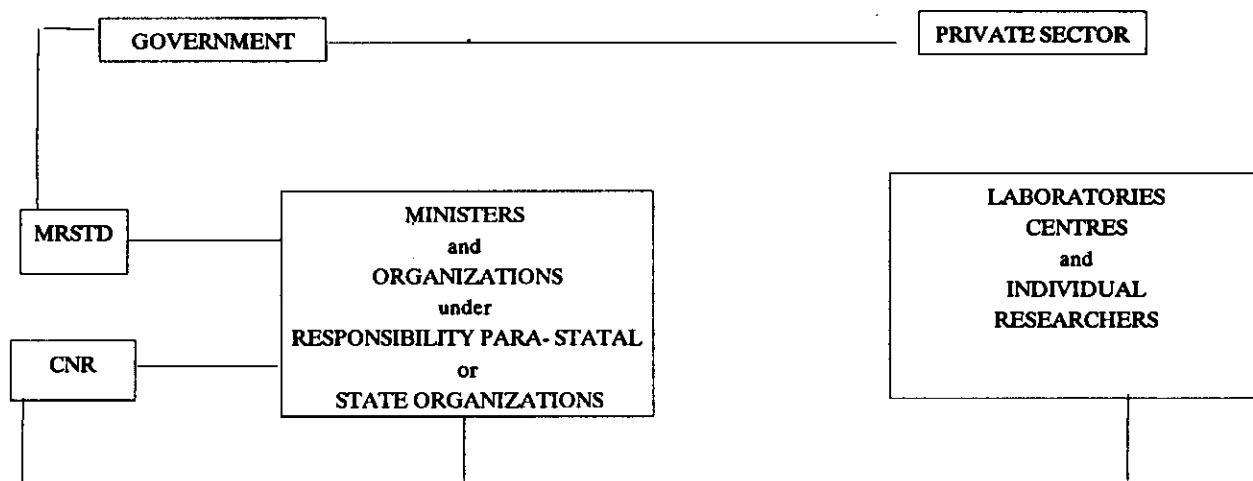 GOVERNMENT
PRIVATE SECTOR
MRSTD
MINISTERS
and
ORGANIZATIONS
under
RESPONSIBILITY PARA- STATAL
or
STATE ORGANIZATIONS
LABORATORIES
CENTRES
and
INDIVIDUAL
RESEARCHERS
CNR